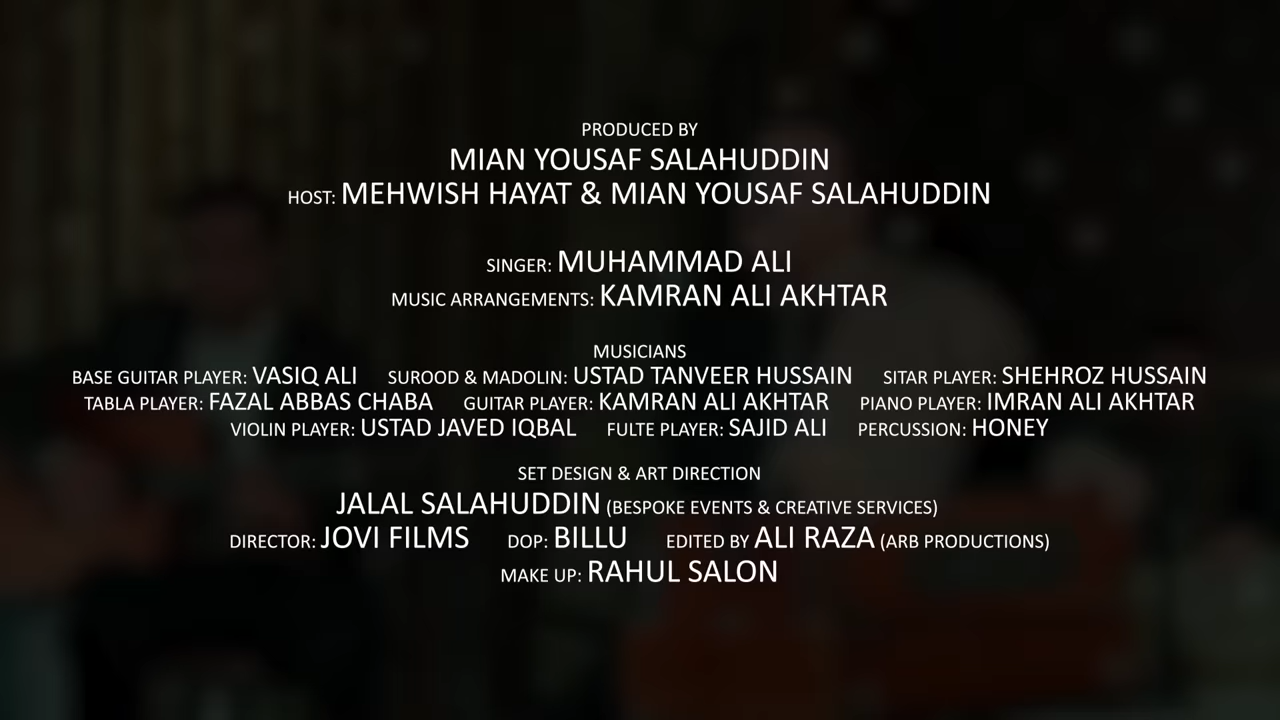 PRODUCED BY
MIAN YOUSAF SALAHUDDIN
HOST: MEHWISH HAYAT & MIAN YOUSAF SALAHUDDIN
SINGER: MUHAMMAD ALI
MUSIC ARRANGEMENTS: KAMRAN ALI AKHTAR
MUSICIANS
BASE GUITAR PLAYER: VASIQ ALI SUROOD & MADOLIN: USTAD TANVEER HUSSAIN SITAR PLAYER: SHEHROZ HUSSAIN
TABLA PLAYER: FAZAL ABBAS CHABA GUITAR PLAYER: KAMRAN ALI AKHTAR PIANO PLAYER: IMRAN ALI AKHTAR
VIOLIN PLAYER: USTAD JAVED IQBAL FULTE PLAYER: SAJID ALI PERCUSSION: HONEY
SET DESIGN & ART DIRECTION
JALAL SALAHUDDIN (BESPOKE EVENTS & CREATIVE SERVICES)
DIRECTOR: JOVI FILMS DOP: BILLU EDITED BY ALI RAZA (ARB PRODUCTIONS)
MAKE UP: RAHUL SALON